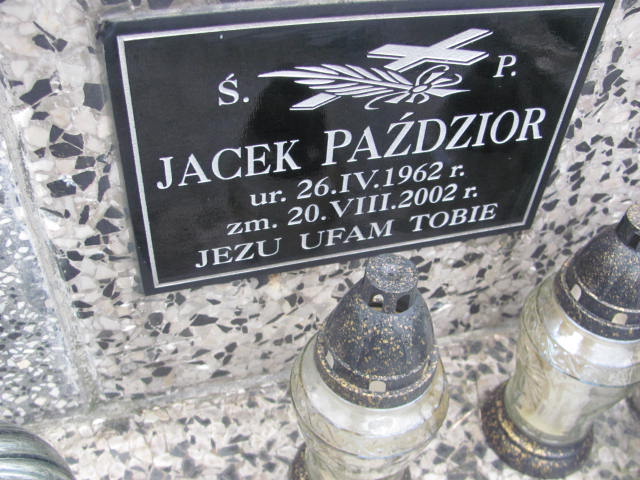 Ś. P.
JACEK PAŹDZIOR
ur. 26.IV.1962 r.
zm. 20.VIII.2002 r.
JEZU UFAM TOBIE